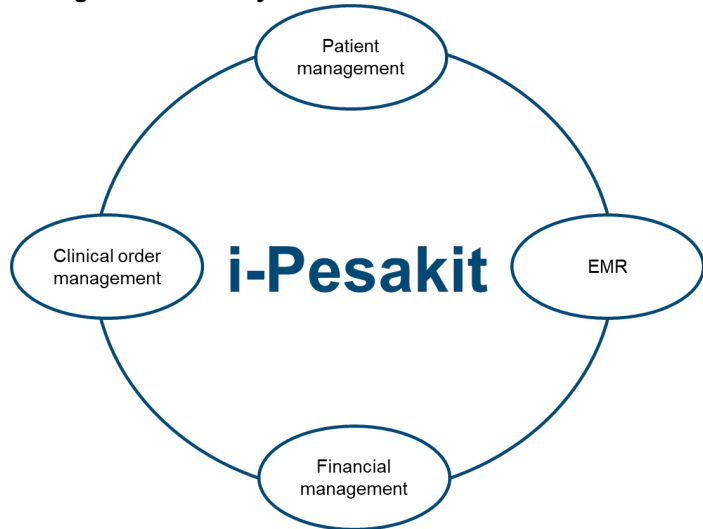 Patient
management
Clinical order
management
i-Pesakit
EMR
Financial
management